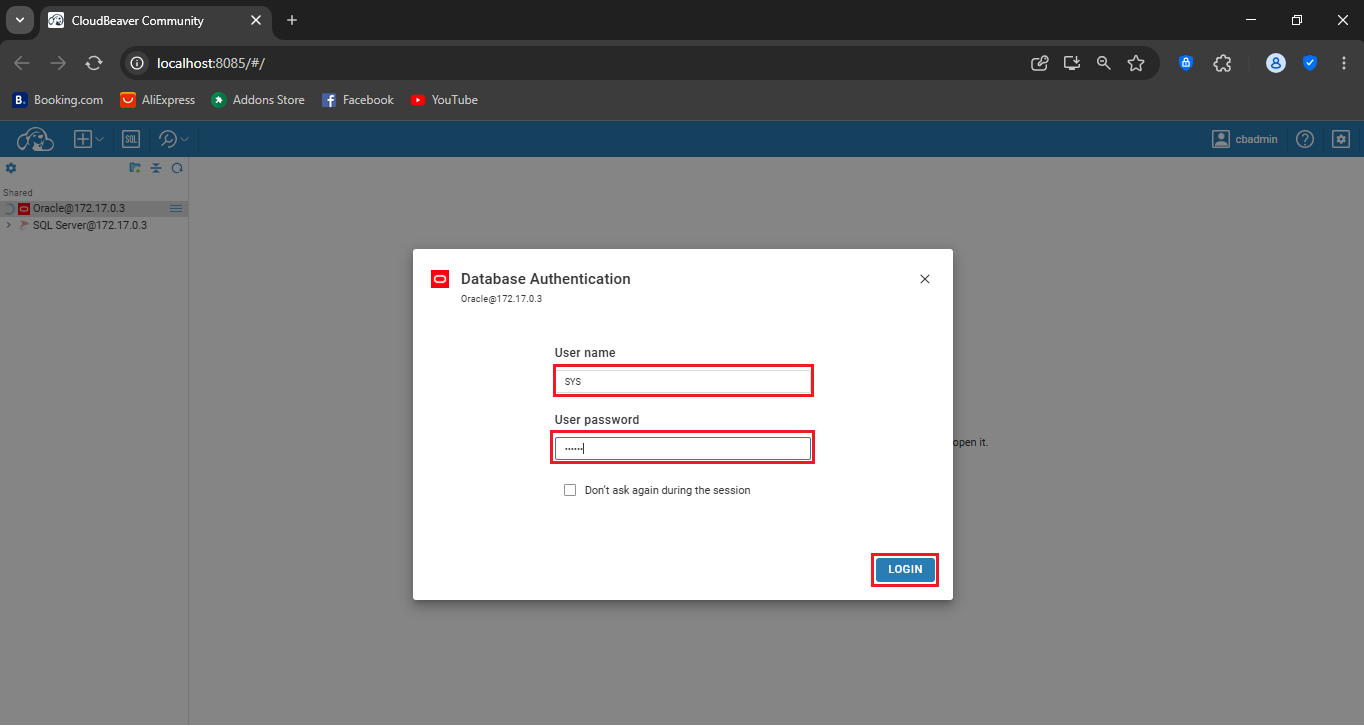 CloudBeaver Community
localhost:8085/#/
B. Booking.com AliExpress Addons Store Facebook YouTube
SQL cbadmin
Shared
Oracle@172.17.0.3
SQL Server@172.17.0.3
Database Authentication
Oracle@172.17.0.3
User name
SYS
User password
open it.
Don't ask again during the session
LOGIN